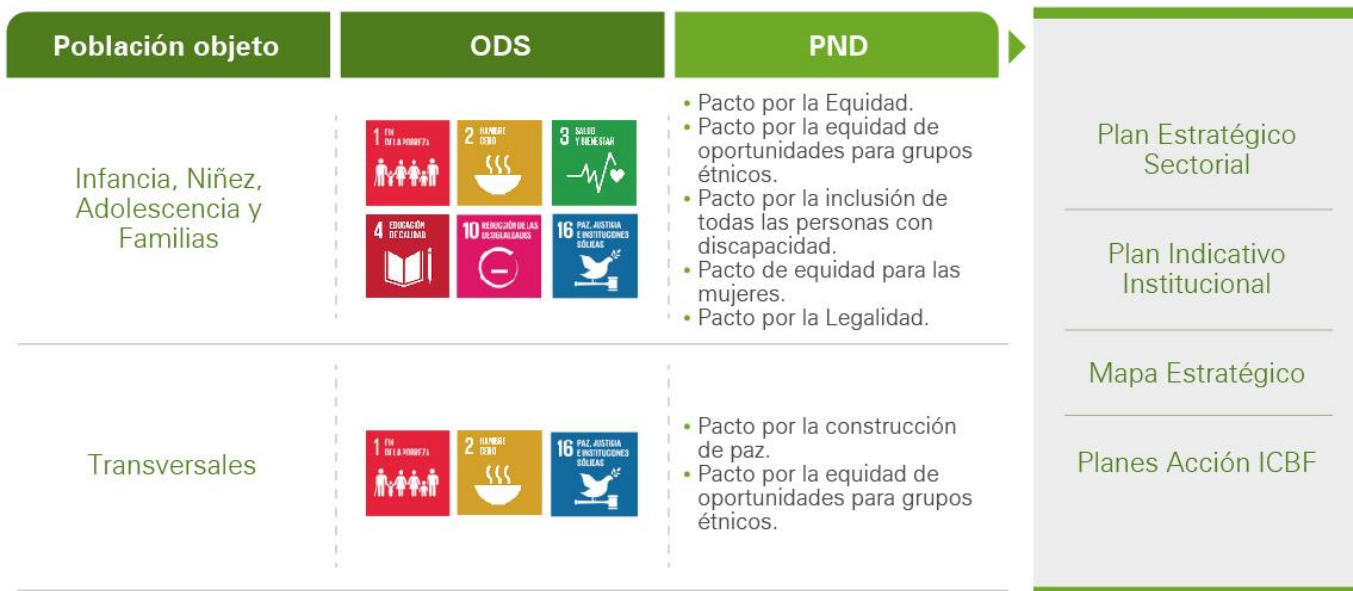 Población objeto
ODS
PND
Infancia, Niñez,
Adolescencia y
Familias
1 FIN
DE LA POBREZA
2 HAMBRE
CERO
3 SALUD
Y BIENESTAR
4 EDUCACIÓN
DE CALIDAD
10 REDUCCIÓN DE LAS
DESIGUALDADES
16 PAZ, JUSTICIA
E INSTITUCIONES
SÓLICAS
• Pacto por la Equidad.
• Pacto por la equidad de
oportunidades para grupos
étnicos.
• Pacto por la inclusión de
todas las personas con
discapacidad.
• Pacto de equidad para las
mujeres.
• Pacto por la Legalidad.
Transversales
1 FIN
DE LA POBREZA
2 HAMBRE
CERO
16 PAZ, JUSTICIA
E INSTITUCIONES
SÓLICAS
• Pacto por la construcción
de paz.
• Pacto por la equidad de
oportunidades para grupos
étnicos.
Plan Estratégico
Sectorial
Plan Indicativo
Institucional
Mapa Estratégico
Planes Acción ICBF